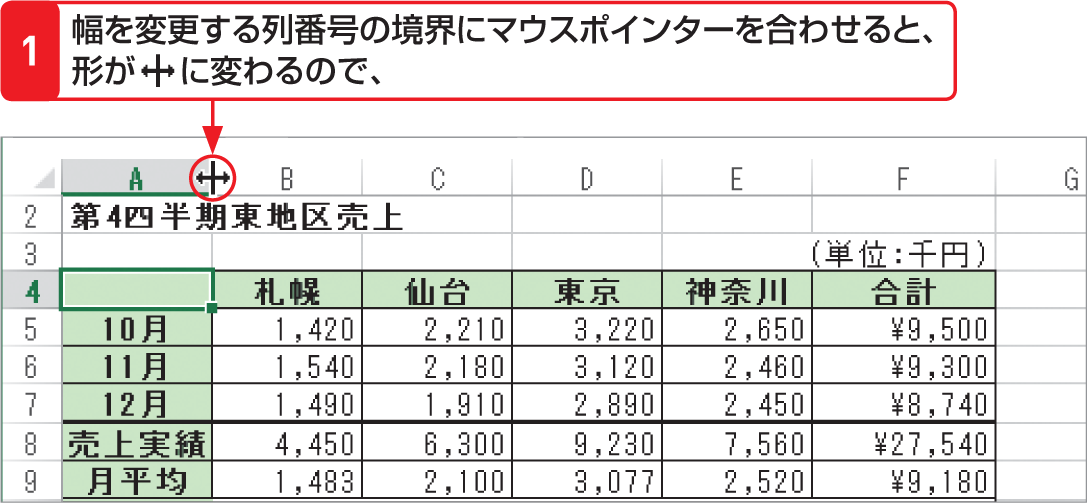 1
幅を変更する列番号の境界にマウスポインターを合わせると、
形が に変わるので、
A B C D E F G
2 第4四半期東地区売上
3 (単位:千円)
4 札幌 仙台 東京 神奈川 合計
5 10月 1,420 2,210 3,220 2,650 ¥9,500
6 11月 1,540 2,180 3,120 2,460 ¥9,300
7 12月 1,490 1,910 2,890 2,450 ¥8,740
8 売上実績 4,450 6,300 9,230 7,560 ¥27,540
9 月平均 1,483 2,100 3,077 2,520 ¥9,180